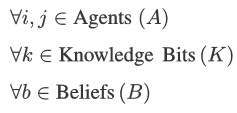 ∀i, j ∈ Agents (A)
∀k ∈ Knowledge Bits (K)
∀b ∈ Beliefs (B)